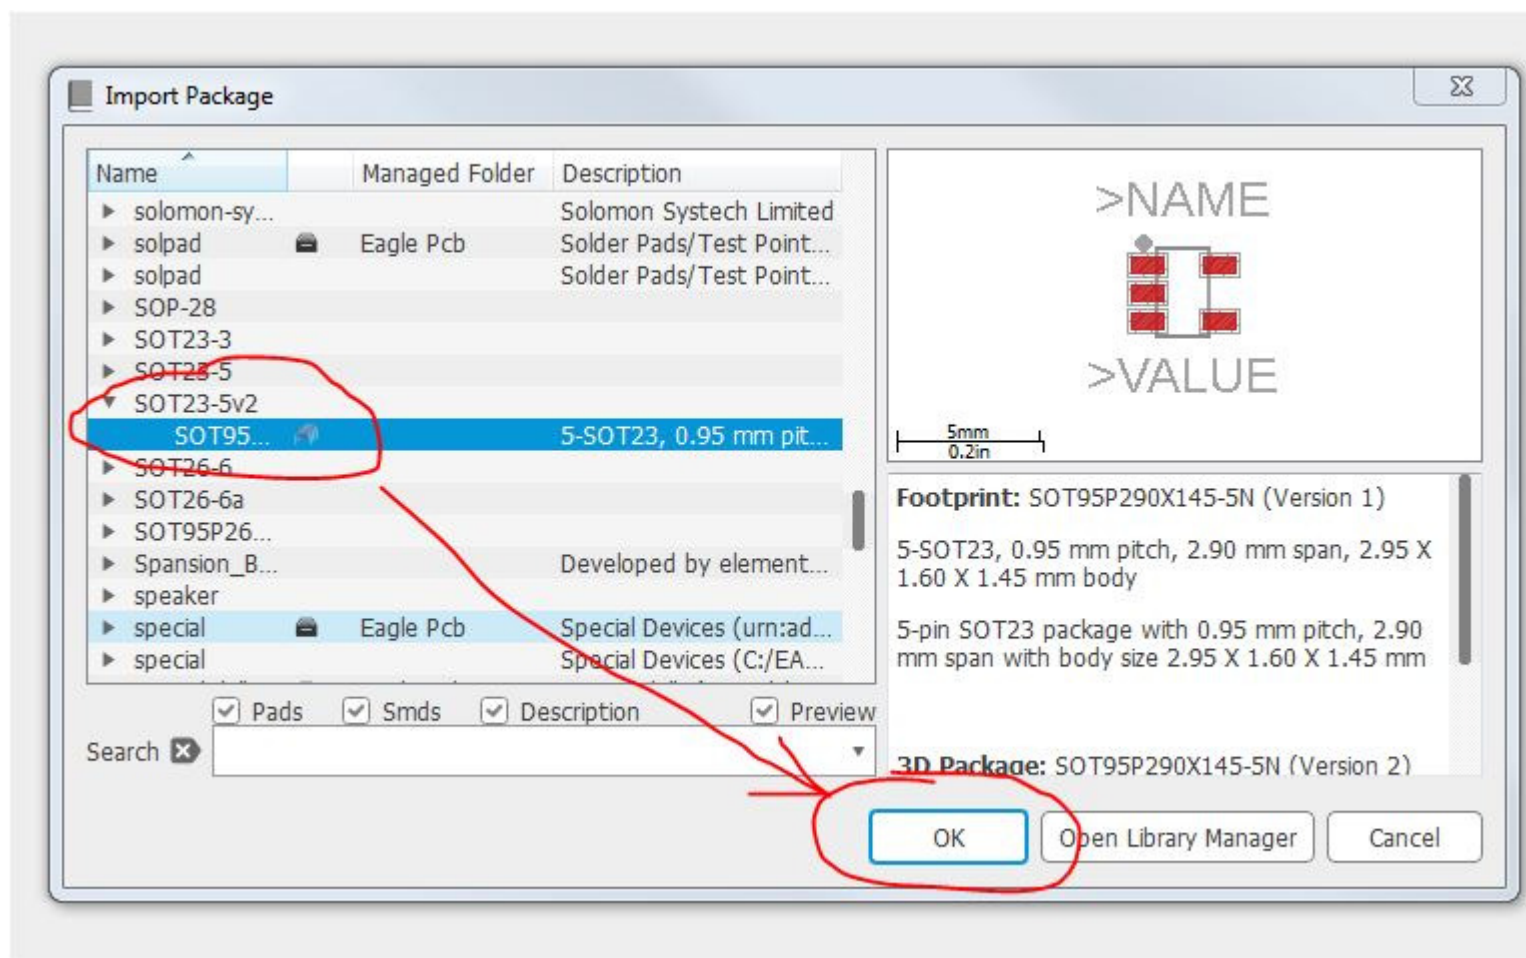 Import Package
Name Managed Folder Description
solomon-sy... Solomon Systech Limited
solpad Eagle Pcb Solder Pads/Test Point...
solpad Solder Pads/Test Point...
SOP-28
SOT23-3
SOT23-5
SOT23-5v2
SOT95... 5-SOT23, 0.95 mm pit...
SOT26-6
SOT26-6a
SOT95P26...
Spansion_B... Developed by element...
speaker
special Eagle Pcb Special Devices (urn:ad...
special Special Devices (C:/EA...
Pads Smds Description Preview
Search
>NAME
>VALUE
5mm
0.2in
Footprint: SOT95P290X145-5N (Version 1)
5-SOT23, 0.95 mm pitch, 2.90 mm span, 2.95 X
1.60 X 1.45 mm body
5-pin SOT23 package with 0.95 mm pitch, 2.90
mm span with body size 2.95 X 1.60 X 1.45 mm
3D Package: SOT95P290X145-5N (Version 2)
OK Open Library Manager Cancel